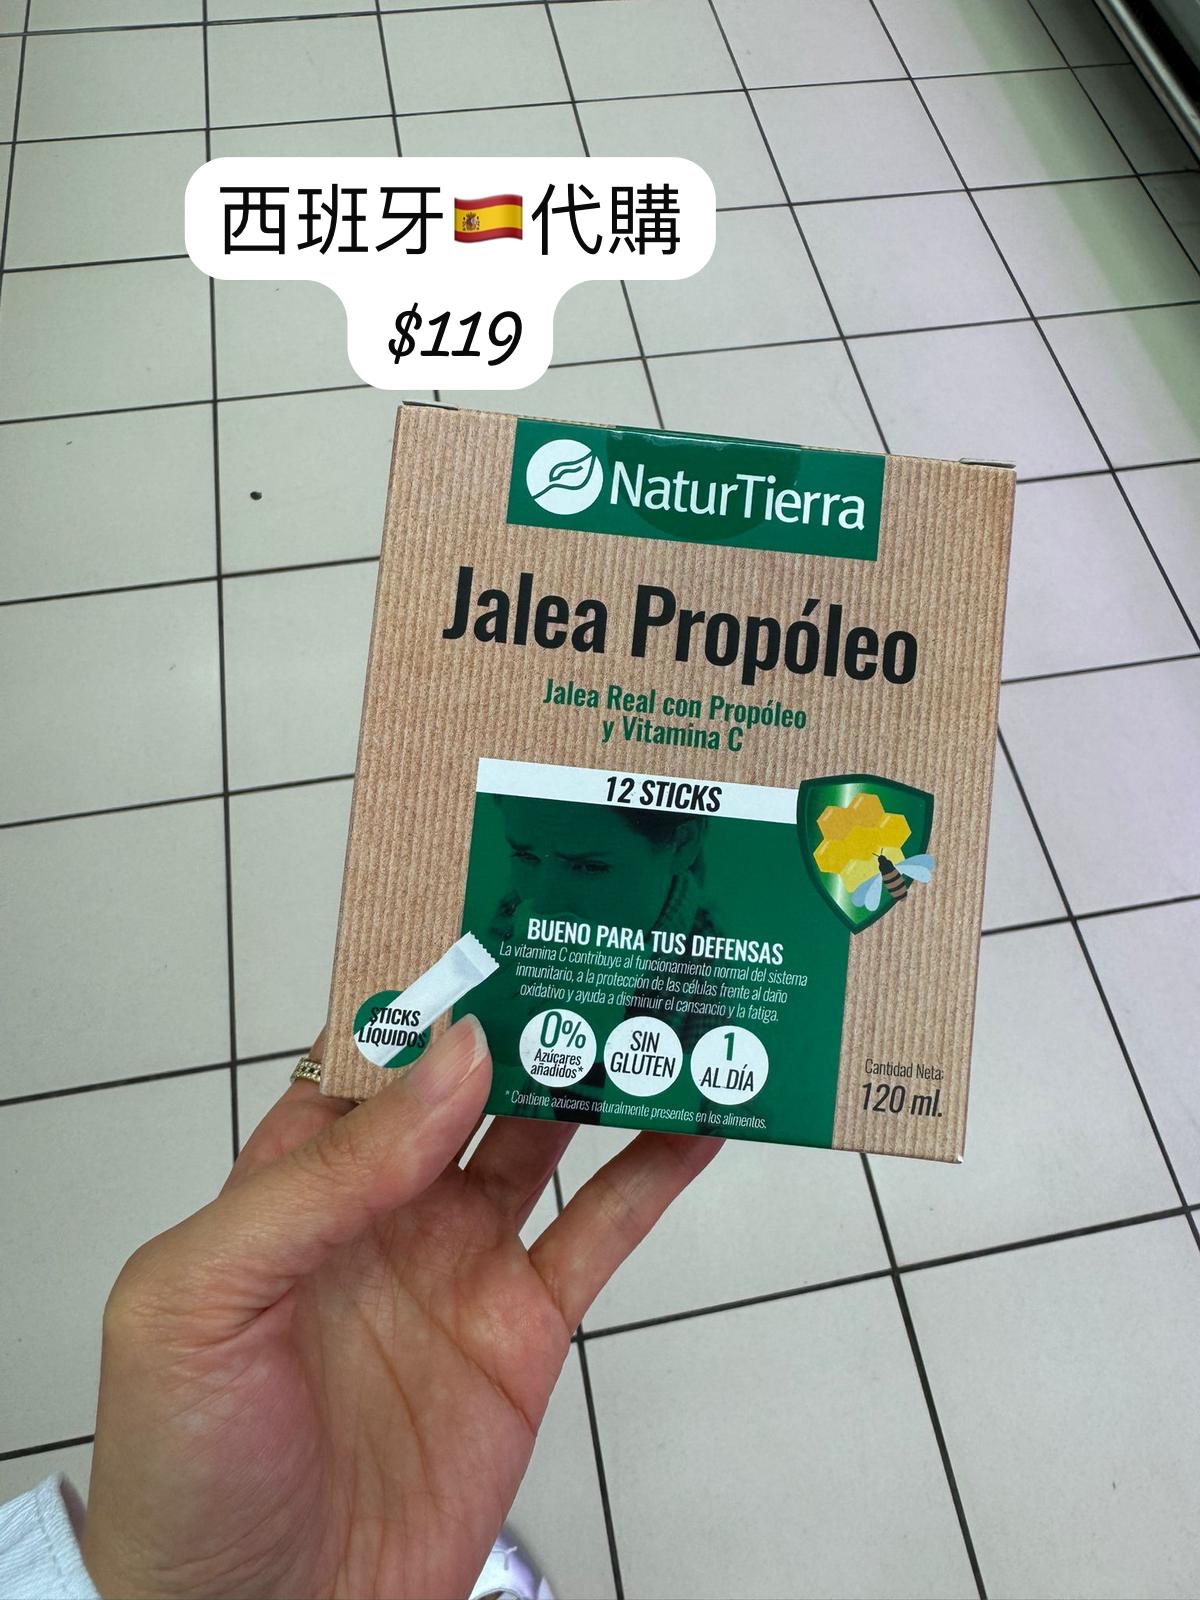 西班牙🇪🇸代購
$119
NaturTierra
Jalea Propóleo
Jalea Real con Propóleo
y Vitamina C
12 STICKS
BUENO PARA TUS DEFENSAS
La vitamina C contribuye al funcionamiento normal del sistema
inmunitario, a la protección de las células frente al daño
oxidativo y ayuda a disminuir el cansancio y la fatiga.
STICKS
LÍQUIDOS
0%
Azúcares
añadidos*
SIN
GLUTEN
1
AL DÍA
* Contiene azúcares naturalmente presentes en los alimentos.
Cantidad Neta:
120 ml.